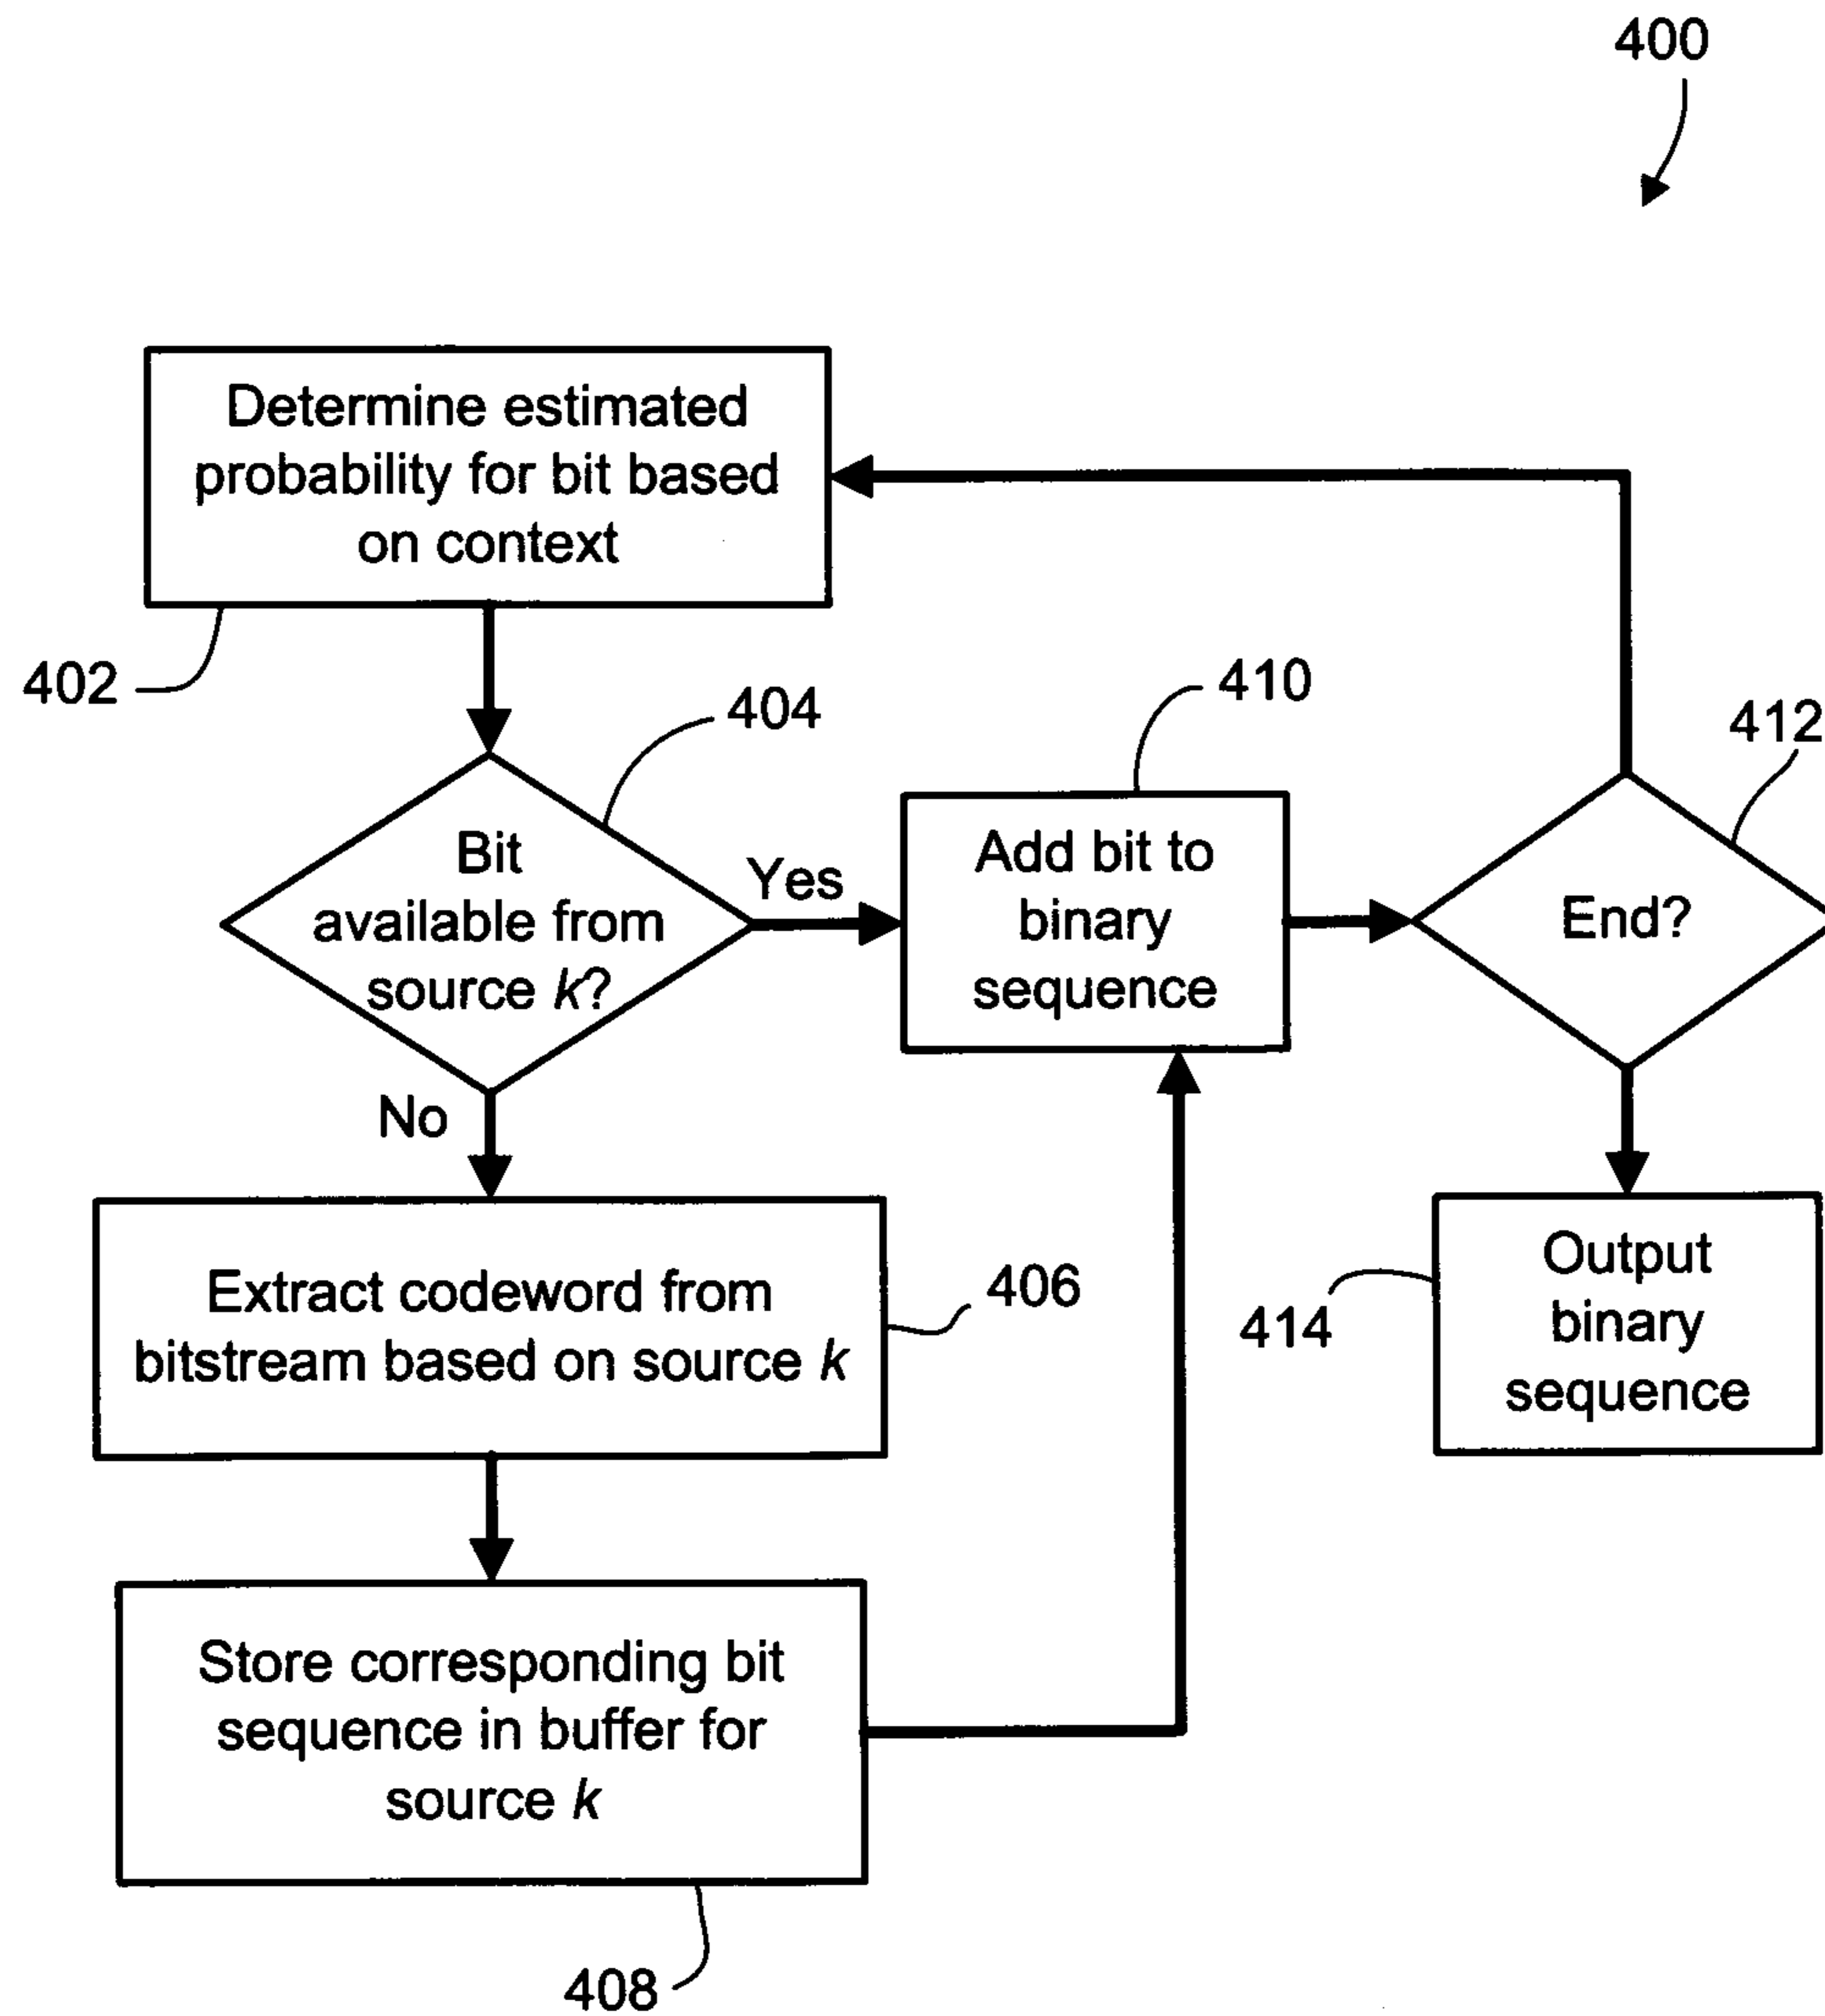 400
Determine estimated
probability for bit based
on context
402
404
Bit
available from
source k?
Yes
No
410
Add bit to
binary
sequence
412
End?
Extract codeword from
bitstream based on source k
406
Output
binary
sequence
414
Store corresponding bit
sequence in buffer for
source k
408